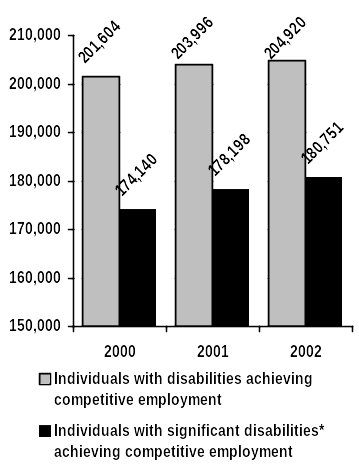 210,000
200,000
190,000
180,000
170,000
160,000
150,000
201,604
174,140
203,996
178,198
204,920
180,751
2000 2001 2002
Individuals with disabilities achieving
competitive employment
Individuals with significant disabilities*
achieving competitive employment